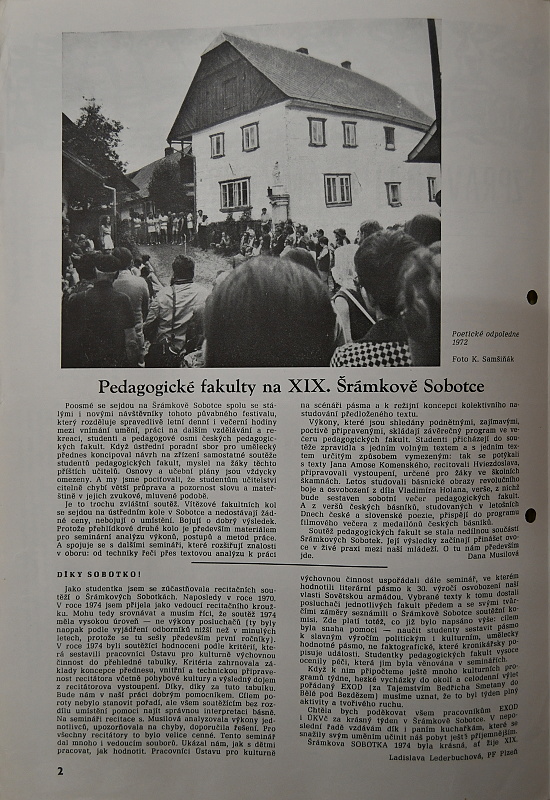 Poetické odpoledne
1972
Foto K. Samšiňák
Pedagogické fakulty na XIX. Šrámkově Sobotce
Poosmé se sejdou na Šrámkově Sobotce spolu se stá-
lými i novými návštěvníky tohoto půvabného festivalu,
který rozděluje spravedlivě letní denní i večerní hodiny
mezi vnímání umění, práci na dalším vzdělávání a re-
kreaci, studenti a pedagogové osmi českých pedagogic-
kých fakult. Když ústřední poradní sbor pro umělecký
přednes koncipoval návrh na zřízení samostatné soutěže
studentů pedagogických fakult, myslel na žáky těchto
příštích učitelů. Osnovy a učební plány jsou vždycky
omezeny. A my jsme pociťovali, že studentům učitelství
citelně chybí větší průprava a pozornost slovu a mateř-
štině v jejich zvukové, mluvené podobě.
Je to trochu zvláštní soutěž. Vítězové fakultních kol
se sejdou na ústředním kole v Sobotce a nedostávají žád-
né ceny, nebojují o umístění. Bojují o dobrý výsledek.
Protože přehlídkové druhé kolo je především materiálem
pro seminární analýzu výkonů, postupů a metod práce.
A spojuje se s dalšími semináři, které rozšiřují znalosti
v oboru: od techniky řeči přes textovou analýzu k práci
na scénáři pásma a k režijní koncepci kolektivního na-
studování předloženého textu.
Výkony, které jsou shledány podnětnými, zajímavými,
poctivě připravenými, skládají závěrečný program ve ve-
čeru pedagogických fakult. Studenti přicházejí do sou-
těže zpravidla s jedním volným textem a s jedním tex-
tem určitým způsobem vymezeným: tak se potýkali
s texty Jana Amose Komenského, recitovali Hviezdoslava,
připravovali vystoupení, určené pro žáky ve školních
škamnách. Letos studovali básnické obrazy revolučního
boje a osvobození z díla Vladimíra Holana, verše, z nichž
bude sestaven sobotní večer pedagogických fakult.
A z veršů českých básníků, studovaných v letošních
Dnech české a slovenské poezie, přispějí do programu
filmového večera z medailónů českých básníků.
Soutěž pedagogických fakult se stala nedílnou součástí
Šrámkových Sobotek. Její výsledky začínají přinášet ovo-
ce v živé praxi mezi naší mládeží. O tu nám především
jde.
Dana Musilová
DÍKY SOBOTKO!
Jako studentka jsem se zúčastňovala recitačních sou-
těží o Šrámkových Sobotkách. Naposledy v roce 1970.
V roce 1974 jsem přijela jako vedoucí recitačního krouž-
ku. Mohu tedy srovnávat a musím říci, že soutěž 1974
měla vysokou úroveň — ne výkony posluchačů (ty byly
naopak podle vyjádření odborníků nižší než v minulých
letech, protože se tu sešly především první ročníky).
V roce 1974 byli soutěžící hodnoceni podle kritérií, kte-
rá sestavili pracovníci Ústavu pro kulturně výchovnou
činnost do přehledné tabulky. Kritéria zahrnovala zá-
klady koncepce přednesu, vnitřní a technickou připrave-
nost recitátora včetně pohybové kultury a výsledný dojem
z recitátorova vystoupení. Díky, díky za tuto tabulku.
Bude nám v naší práci dobrým pomocníkem. Cílem po-
roty nebylo stanovit pořadí, ale všem soutěžícím bez roz-
dílu umístění pomoci najít správnou interpretaci básně.
Na semináři recitace s. Musilová analyzovala výkony jed-
notlivců, upozorňovala na chyby, doporučila řešení. Pro
všechny recitátory to bylo velice cenné. Tento seminář
dal mnoho i vedoucím souborů. Ukázal nám, jak s dětmi
pracovat, jak hodnotit. Pracovníci Ústavu pro kulturně
výchovnou činnost uspořádali dále seminář, ve kterém
hodnotili literární pásmo k 30. výročí osvobození naší
vlasti Sovětskou armádou. Vybrané texty k tomu dostali
posluchači jednotlivých fakult předem a se svými tvůr-
čími záměry seznámili o Šrámkově Sobotce soutěžní ko-
misi. Zde platí totéž, co již bylo napsáno výše: cílem
byla snaha pomoci — naučit studenty sestavit pásmo
k slavným výročím politickým i kulturním, umělecky
hodnotné pásmo, ne faktografické, které kronikářsky po-
pisuje události. Studentky pedagogických fakult vysoce
ocenily péči, která jim byla věnována v seminářích.
Když k nim připočteme ještě mnoho kulturních pro-
gramů týdne, hezké vycházky do okolí a celodenní výlet
pořádaný EXOD (za Tajemstvím Bedřicha Smetany do
Bělé pod Bezdězem) musíme uznat, že to byl týden plný
aktivity a tvořivého ruchu.
Chtěla bych poděkovat všem pracovníkům EXOD
i ÚKVČ za krásný týden v Šrámkově Sobotce. V nepo-
slední řadě vzdávám dík i paním kuchařkám, které se
snažily svým uměním učinit náš pobyt ještě příjemnějším.
Šrámkova SOBOTKA 1974 byla krásná, ať žije XIX.
Ladislava Lederbuchová, PF Plzeň
2